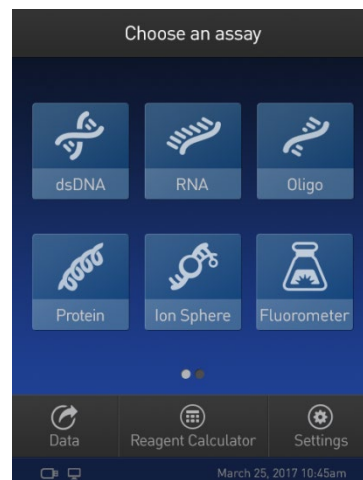 Choose an assay
dsDNA RNA Oligo
Protein Ion Sphere Fluorometer
Data Reagent Calculator Settings
March 25, 2017 10:45am